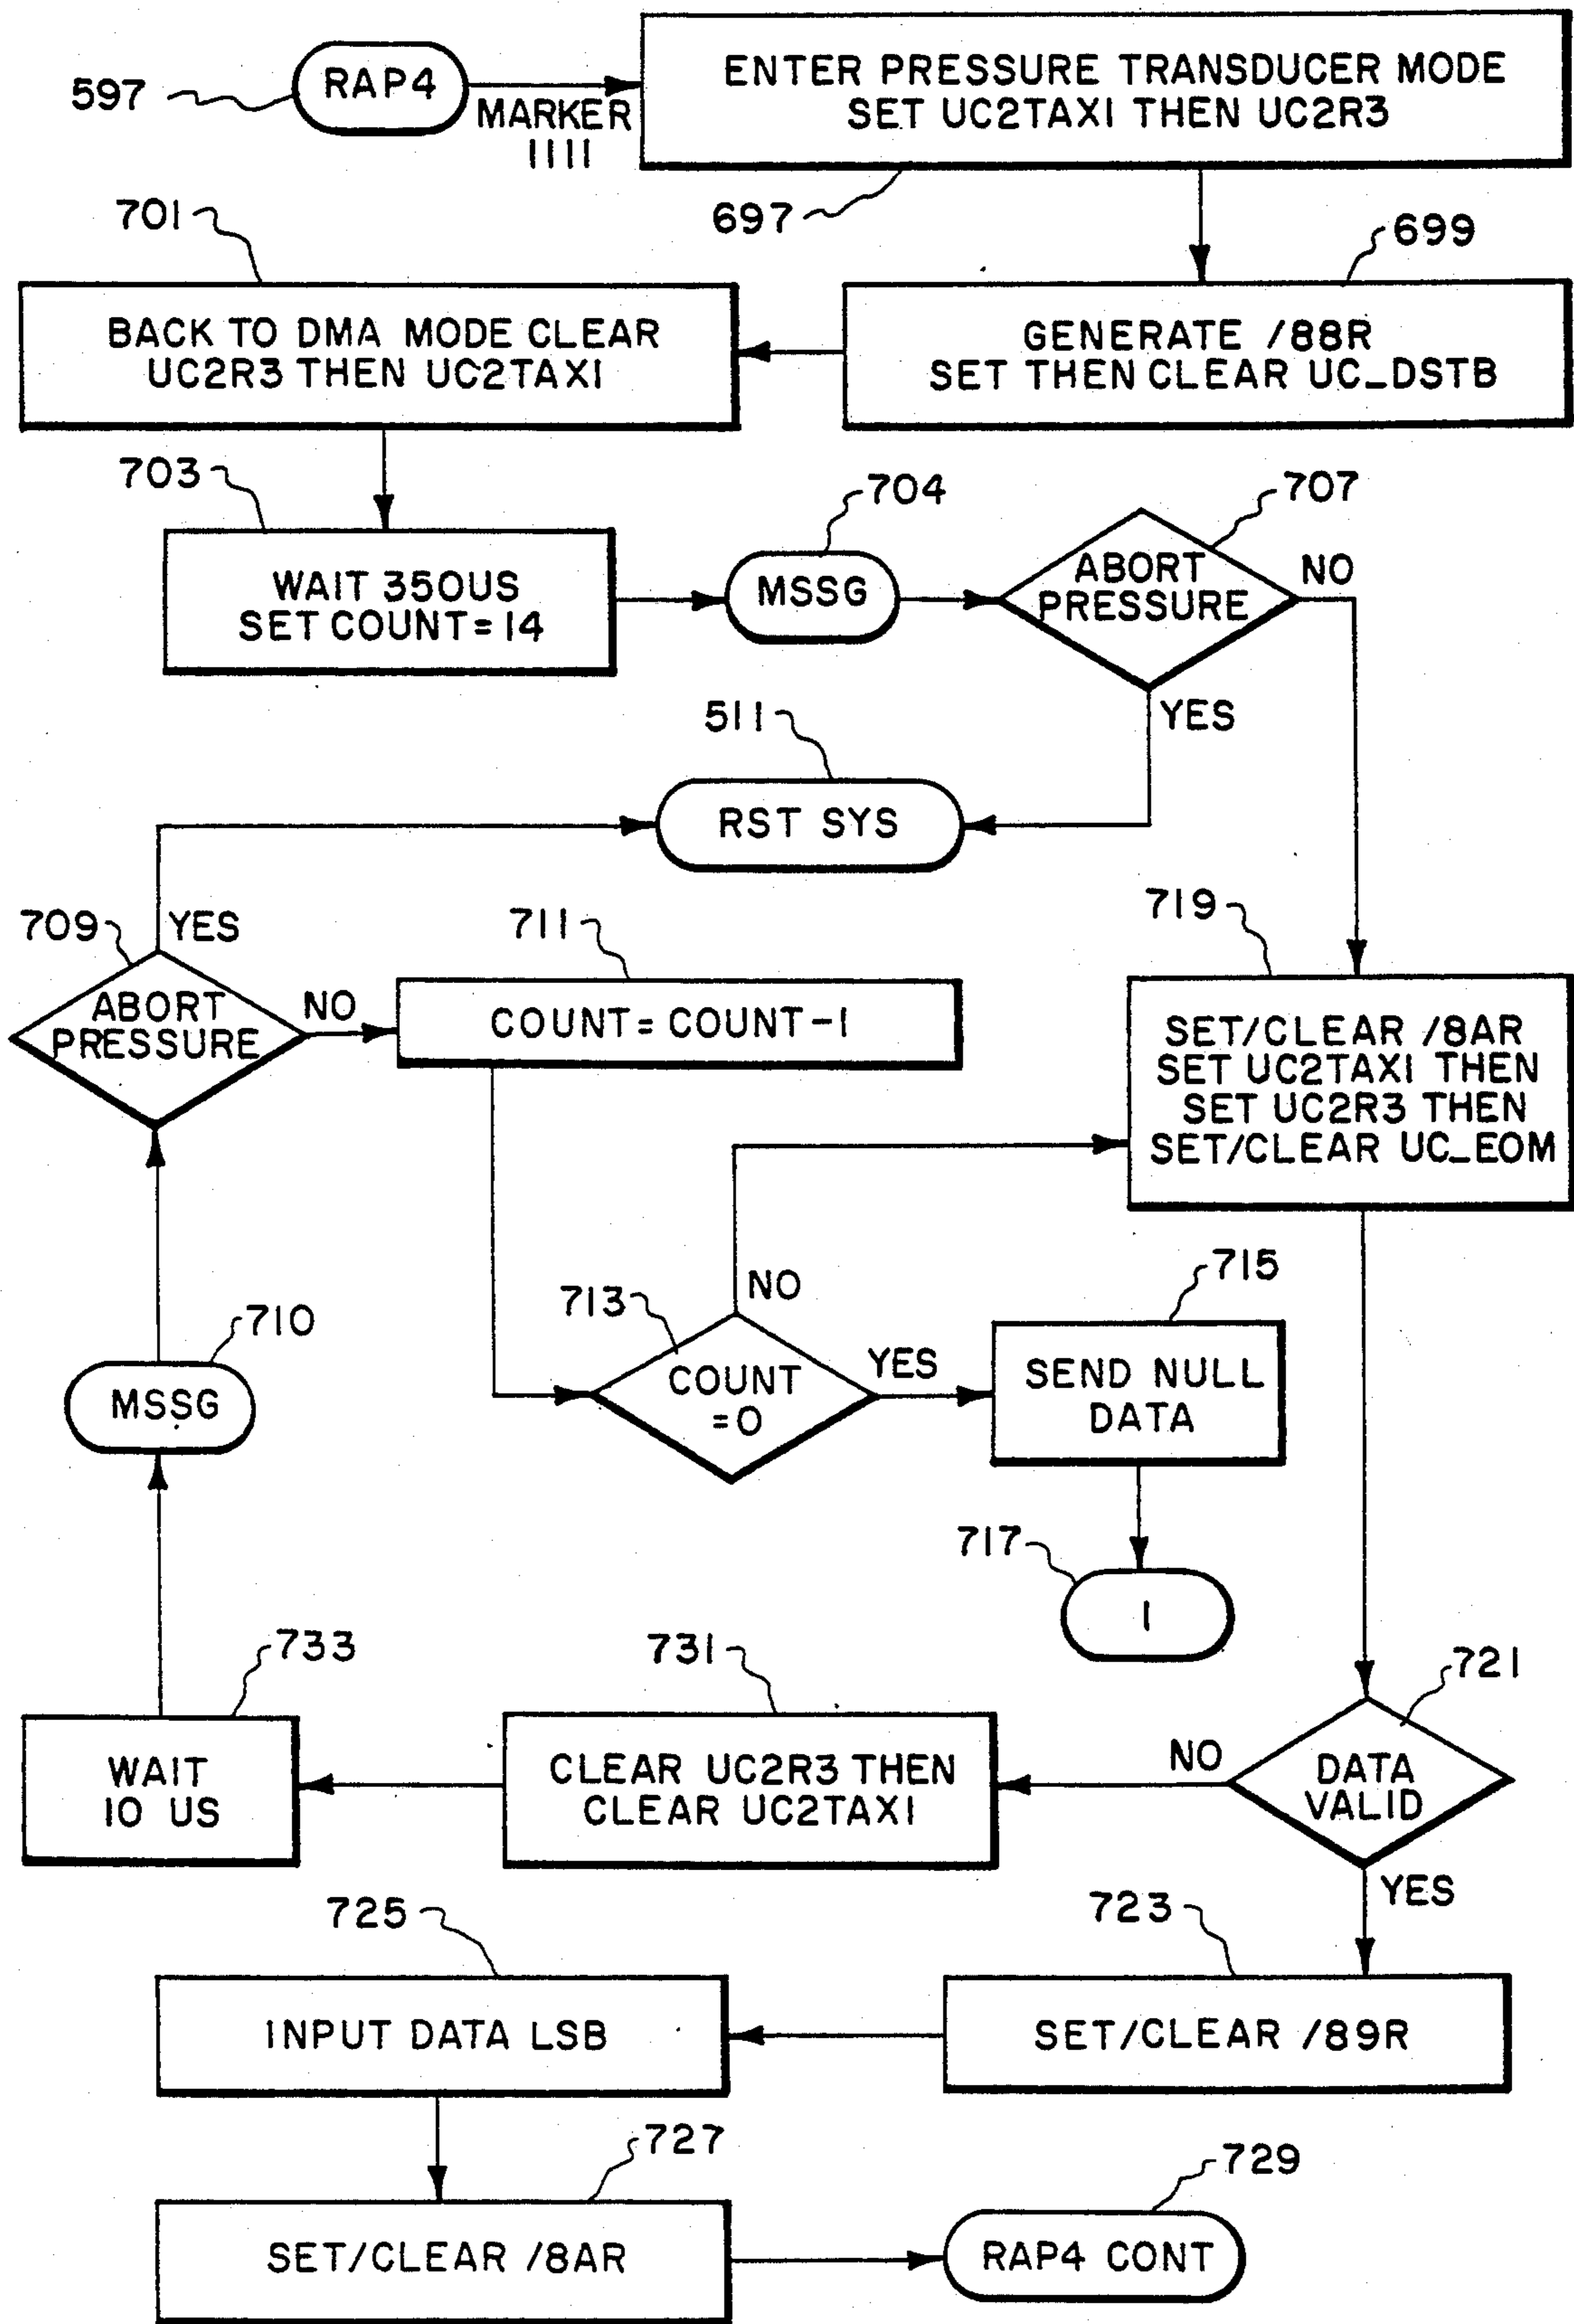 597
RAP4
MARKER
1111
ENTER PRESSURE TRANSDUCER MODE
SET UC2TAXI THEN UC2R3
697
699
701
BACK TO DMA MODE CLEAR
UC2R3 THEN UC2TAXI
GENERATE /88R
SET THEN CLEAR UC_DSTB
703
WAIT 350US
SET COUNT=14
704
MSSG
707
ABORT
PRESSURE
NO
YES
511
RST SYS
709
YES
ABORT
PRESSURE
NO
711
COUNT=COUNT-1
719
SET/CLEAR /8AR
SET UC2TAXI THEN
SET UC2R3 THEN
SET/CLEAR UC_EOM
710
MSSG
713
NO
COUNT
=0
YES
715
SEND NULL
DATA
717
1
733
WAIT
10 US
731
CLEAR UC2R3 THEN
CLEAR UC2TAXI
NO
721
DATA
VALID
YES
725
INPUT DATA LSB
723
SET/CLEAR /89R
727
SET/CLEAR /8AR
729
RAP4 CONT